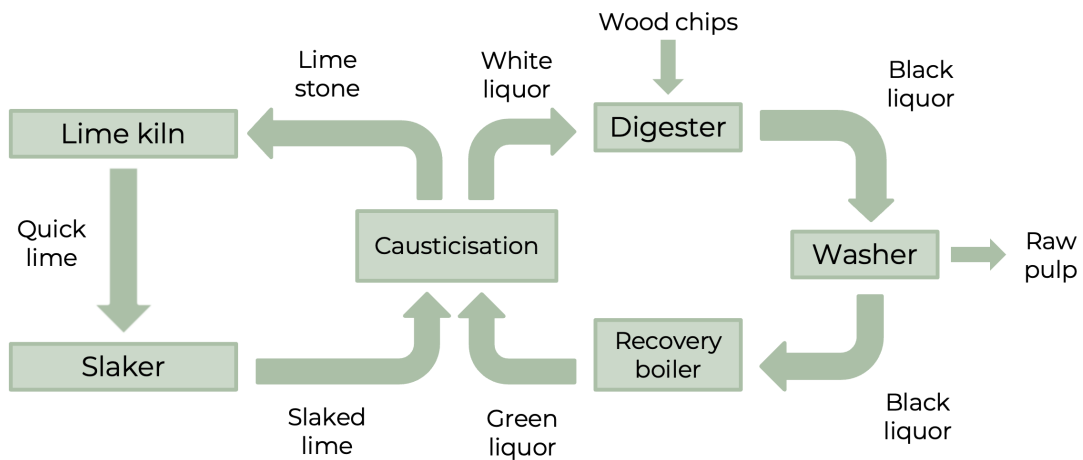 Wood chips
Lime
stone
White
liquor
Black
liquor
Lime kiln
Digester
Quick
lime
Causticisation
Washer
Raw
pulp
Slaker
Recovery
boiler
Slaked
lime
Green
liquor
Black
liquor